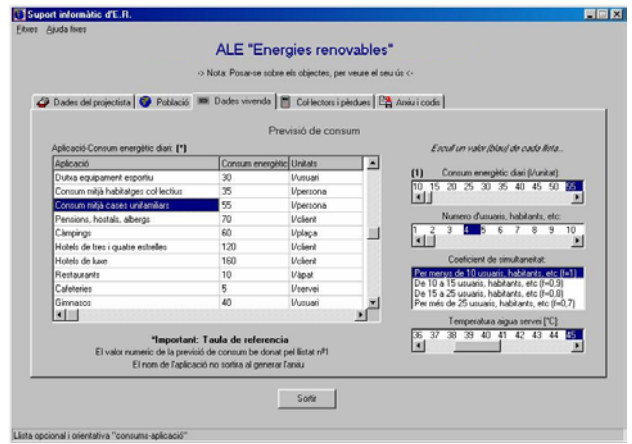 Suport informàtic d'E.R.
Fitxes Ajuda fixes
ALE "Energies renovables"
-> Nota: Posar-se sobre els objectes, per veure el seu ús <-
Dades del projectista Població Dades vivenda Col·lectors i pèrdues Arxiu i codis
Previsió de consum
Aplicació-Consum energètic diari: (*)
Aplicació Consum energètic Unitats
Dutxa equipament esportiu 30 l/usuari
Consum mitjà habitatges col·lectius 35 l/persona
Consum mitjà cases unifamiliars 55 l/persona
Pensions, hostals, albergs 70 l/client
Càmpings 60 l/plaça
Hotels de tres i quatre estrelles 120 l/client
Hotels de luxe 160 l/client
Restaurants 10 l/àpat
Cafeteries 5 l/servei
Gimnasos 40 l/usuari
*Important: Taula de referencia
El valor numeric de la previsió de consum be donat pel llistat nº1
El nom de l'aplicació no sortira al generar l'arxiu
Escull un valor (blau) de cada llista...
(1) Consum energètic diari (l/unitat):
10 15 20 25 30 35 40 45 50 55
Numero d'usuaris, habitants, etc:
1 2 3 4 5 6 7 8 9 10
Coeficient de simultaneitat:
Per menys de 10 usuaris, habitants, etc (f=1)
De 10 a 15 usuaris, habitants, etc (f=0,9)
De 15 a 25 usuaris, habitants, etc (f=0,8)
Per més de 25 usuaris, habitants, etc (f=0,7)
Temperatura aigua servei (°C):
36 37 38 39 40 41 42 43 44 45
Sortir
Llista opcional i orientativa "consums-aplicació"